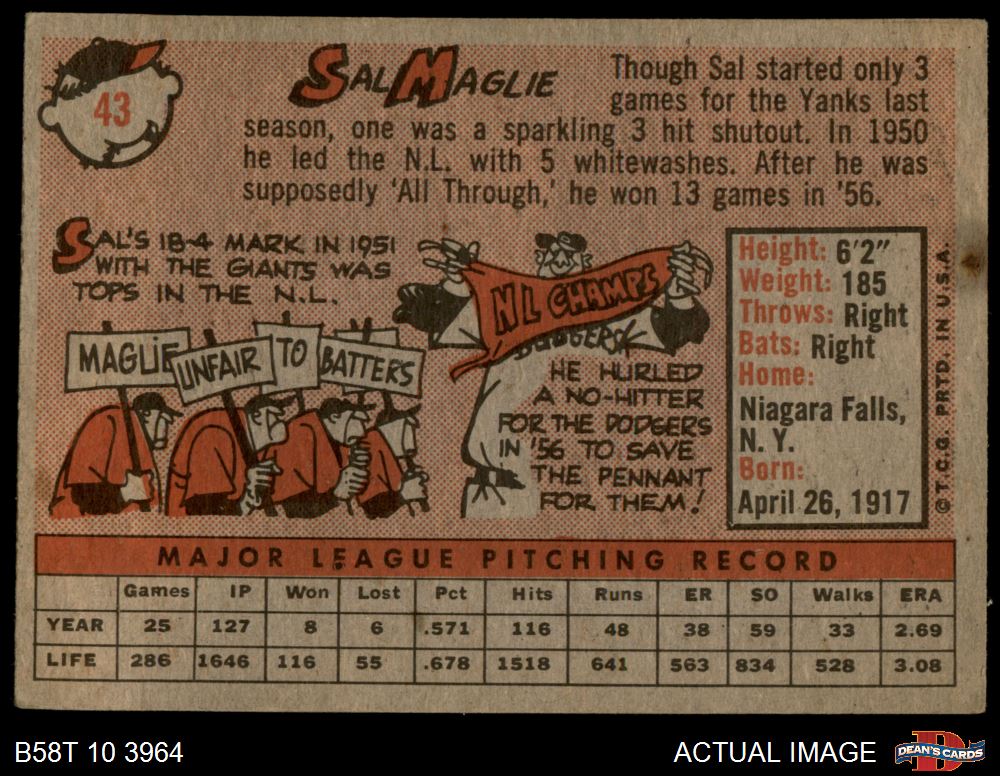 43
SAL MAGLIE
Though Sal started only 3
games for the Yanks last
season, one was a sparkling 3 hit shutout. In 1950
he led the N.L. with 5 whitewashes. After he was
supposedly 'All Through,' he won 13 games in '56.
SAL'S 18-4 MARK IN 1951
WITH THE GIANTS WAS
TOPS IN THE N.L.
MAGLIE UNFAIR TO BATTERS
NL CHAMPS
DODGERS
HE HURLED
A NO-HITTER
FOR THE DODGERS
IN '56 TO SAVE
THE PENNANT
FOR THEM!
Height: 6'2"
Weight: 185
Throws: Right
Bats: Right
Home:
Niagara Falls,
N. Y.
Born:
April 26, 1917
© T.C.G. PRTD. IN U.S.A.
MAJOR LEAGUE PITCHING RECORD
Games IP Won Lost Pct Hits Runs ER SO Walks ERA
YEAR 25 127 8 6 .571 116 48 38 59 33 2.69
LIFE 286 1646 116 55 .678 1518 641 563 834 528 3.08
B58T 10 3964
ACTUAL IMAGE
DEAN'S CARDS